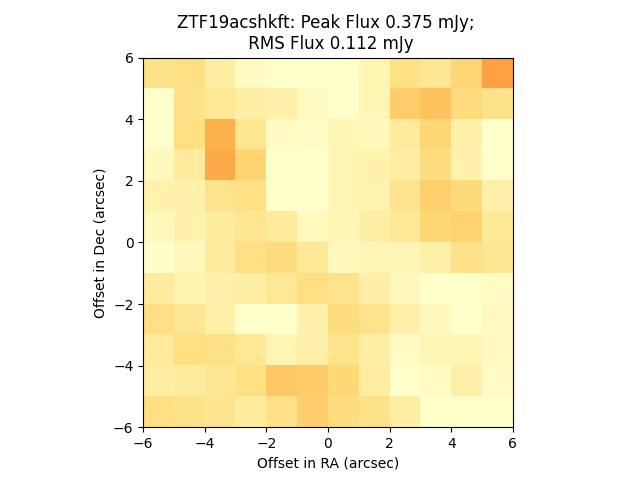 ZTF19acshkft: Peak Flux 0.375 mJy;
RMS Flux 0.112 mJy
6
4
2
0
−2
−4
−6
Offset in Dec (arcsec)
−6 −4 −2 0 2 4 6
Offset in RA (arcsec)